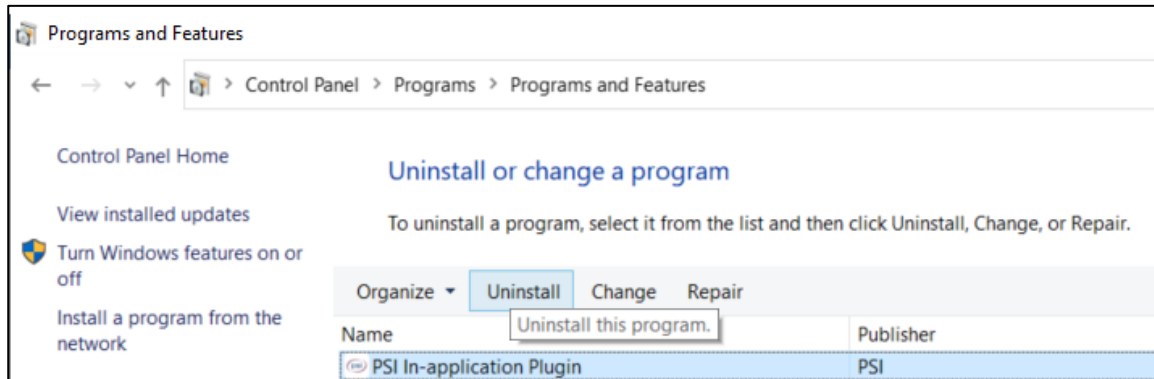 Programs and Features
Control Panel > Programs > Programs and Features
Control Panel Home
View installed updates
Turn Windows features on or
off
Install a program from the
network
Uninstall or change a program
To uninstall a program, select it from the list and then click Uninstall, Change, or Repair.
Organize Uninstall Change Repair
Uninstall this program.
Name Publisher
PSI In-application Plugin PSI